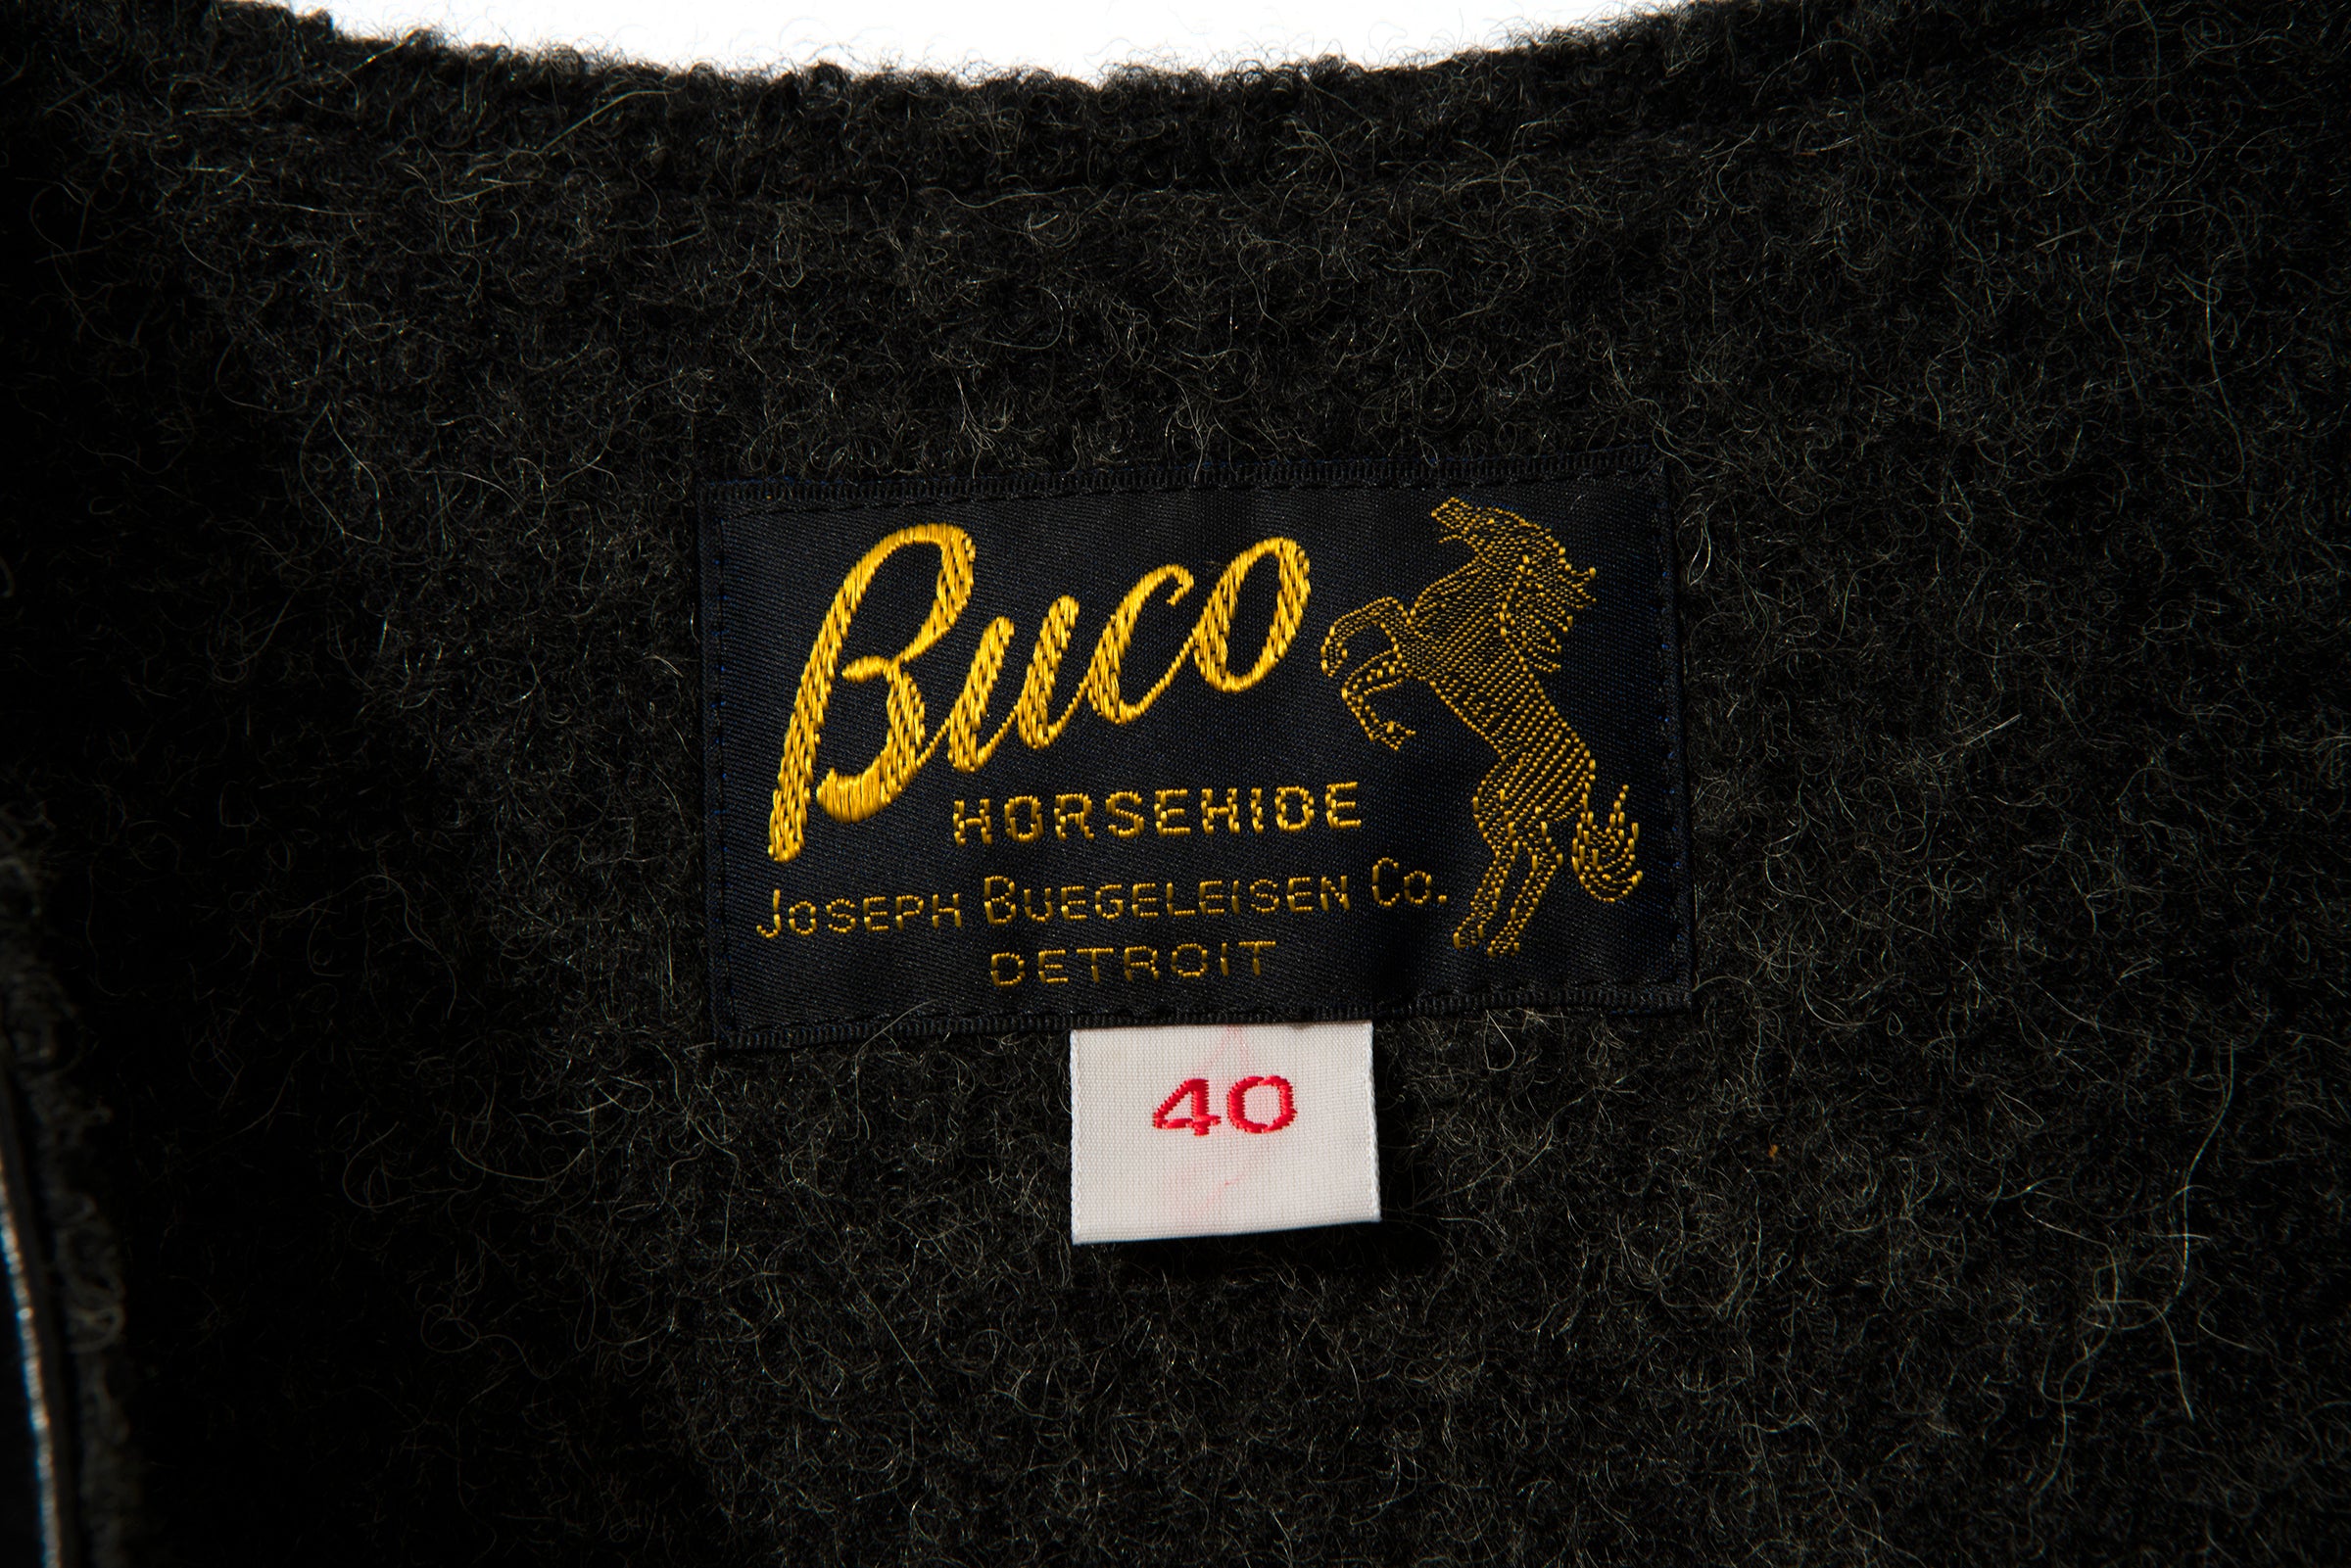 Buco
HORSEHIDE
JOSEPH BUEGELEISEN CO.
DETROIT
40